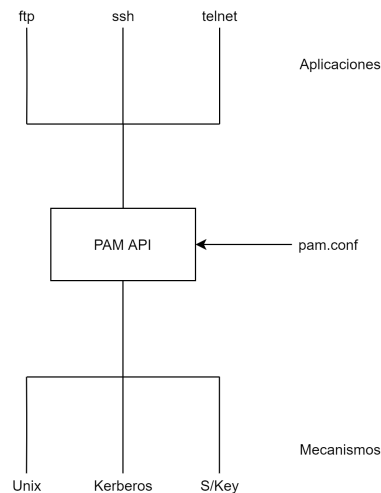 ftp ssh telnet
Aplicaciones
PAM API
pam.conf
Mecanismos
Unix Kerberos S/Key